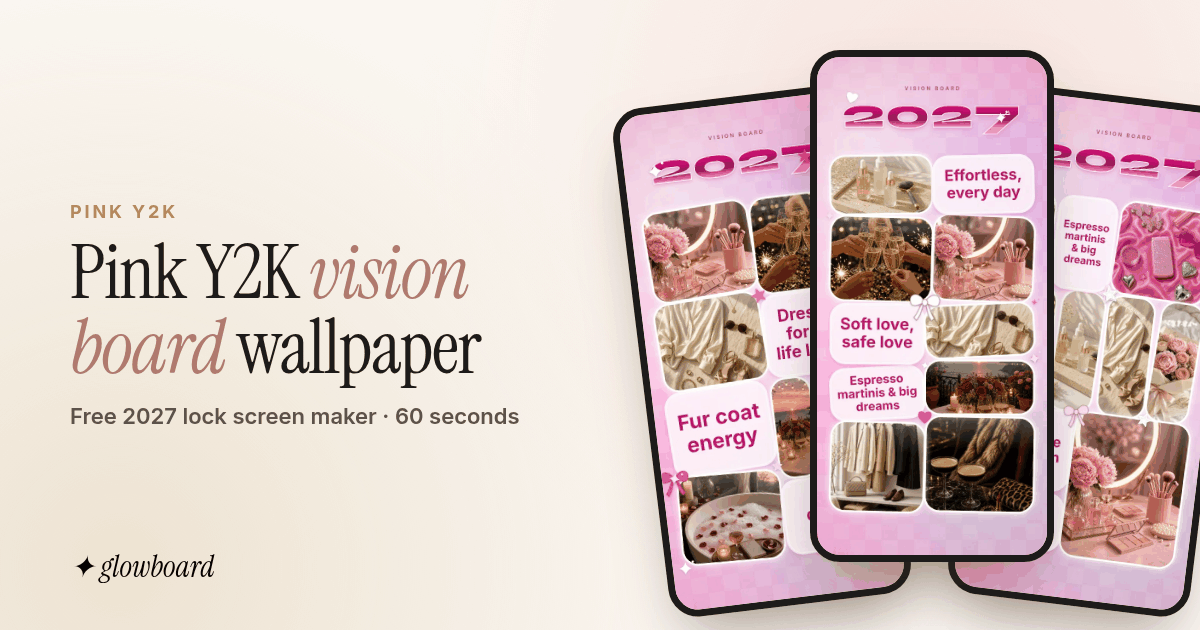 PINK Y2K
Pink Y2K vision
board wallpaper
Free 2027 lock screen maker · 60 seconds
✦ glowboard
VISION BOARD
2027
Fur coat
energy
VISION BOARD
2027
Effortless,
every day
Soft love,
safe love
Espresso
martinis & big
dreams
VISION BOARD
2027
Espresso
martinis
& big
dreams